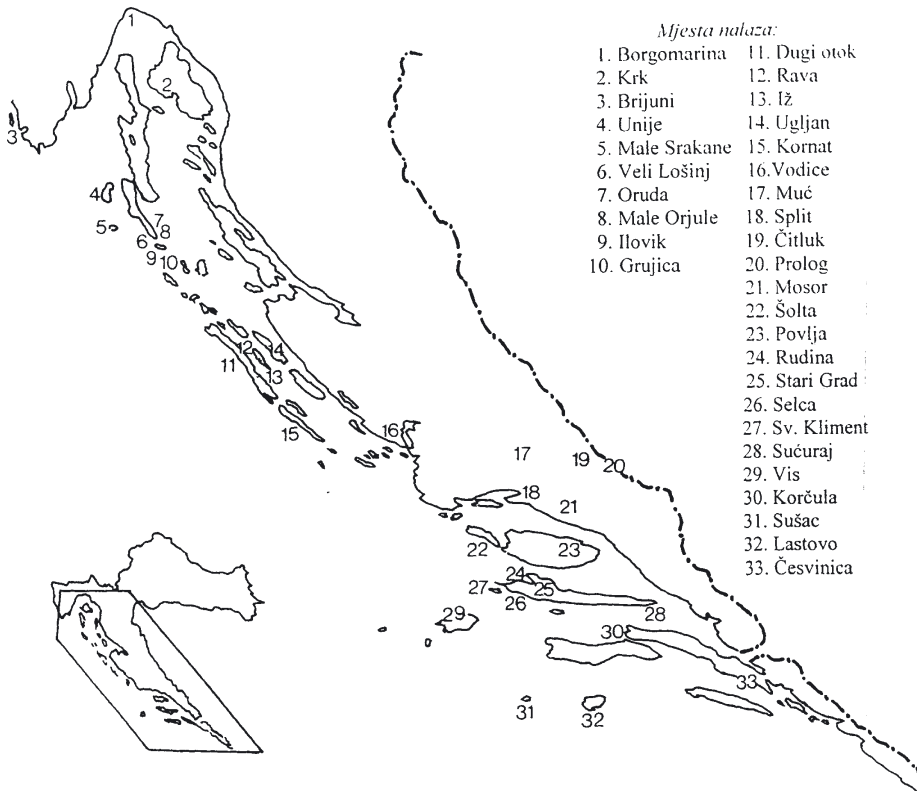 Mjesta nalaza:
1. Borgomarina
2. Krk
3. Brijuni
4. Unije
5. Male Srakane
6. Veli Lošinj
7. Oruda
8. Male Orjule
9. Ilovik
10. Grujica
11. Dugi otok
12. Rava
13. Iž
14. Ugljan
15. Kornat
16. Vodice
17. Muć
18. Split
19. Čitluk
20. Prolog
21. Mosor
22. Šolta
23. Povlja
24. Rudina
25. Stari Grad
26. Selca
27. Sv. Kliment
28. Sućuraj
29. Vis
30. Korčula
31. Sušac
32. Lastovo
33. Česvinica
1
2
3
4
5
7
8
6
9
10
12
14
11
13
15
16
17
19
20
18
21
22
23
24
27
25
26
28
29
30
33
31
32